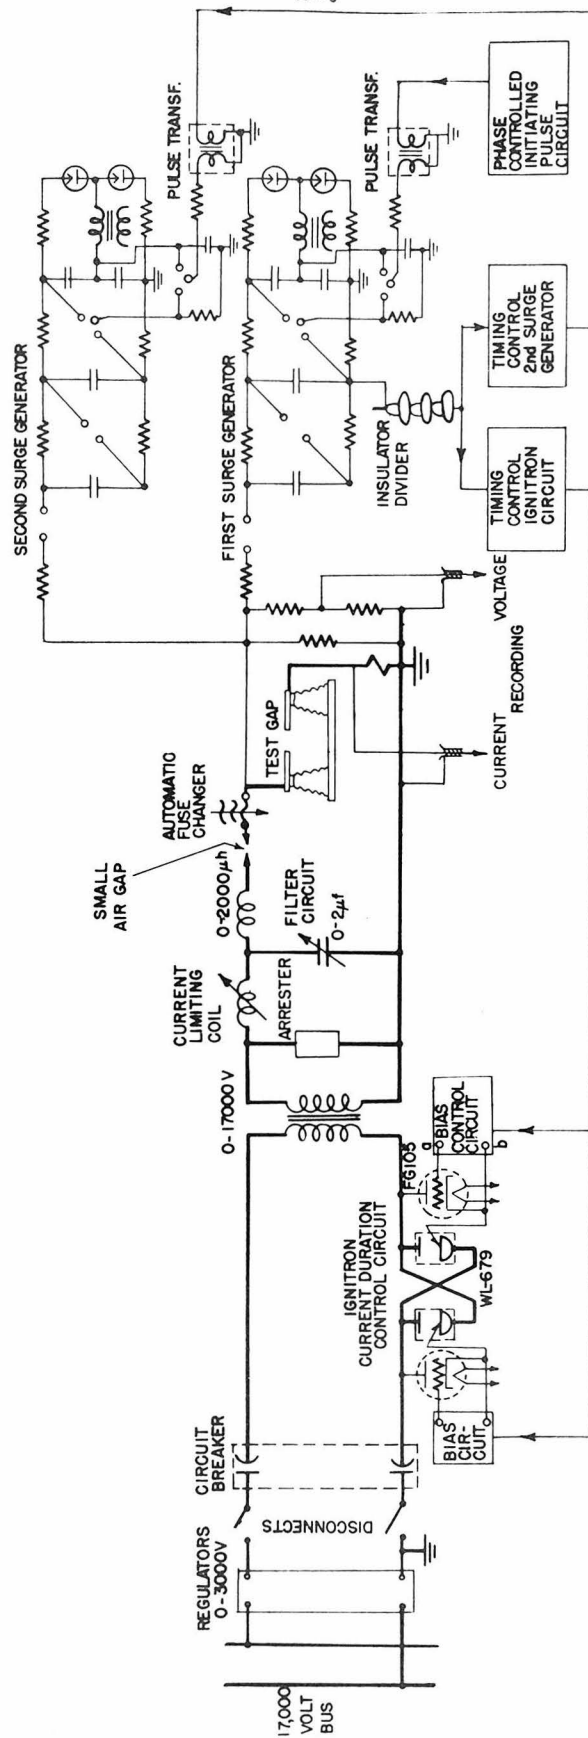 17,000
VOLT
BUS
REGULATORS
0-3000V
DISCONNECTS
CIRCUIT
BREAKER
BIAS
CIR-
CUIT
IGNITRON
CURRENT DURATION
CONTROL CIRCUIT
WL-679
FG105
a
BIAS
CONTROL
CIRCUIT
b
0-17000V
CURRENT
LIMITING
COIL
ARRESTER
0-2000μh
FILTER
CIRCUIT
0-2μf
SMALL
AIR GAP
AUTOMATIC
FUSE
CHANGER
TEST GAP
CURRENT
RECORDING
VOLTAGE
SECOND SURGE GENERATOR
FIRST SURGE GENERATOR
INSULATOR
DIVIDER
TIMING
CONTROL
IGNITRON
CIRCUIT
TIMING
CONTROL
2nd SURGE
GENERATOR
PULSE TRANSF.
PULSE TRANSF.
PHASE
CONTROLLED
INITIATING
PULSE
CIRCUIT